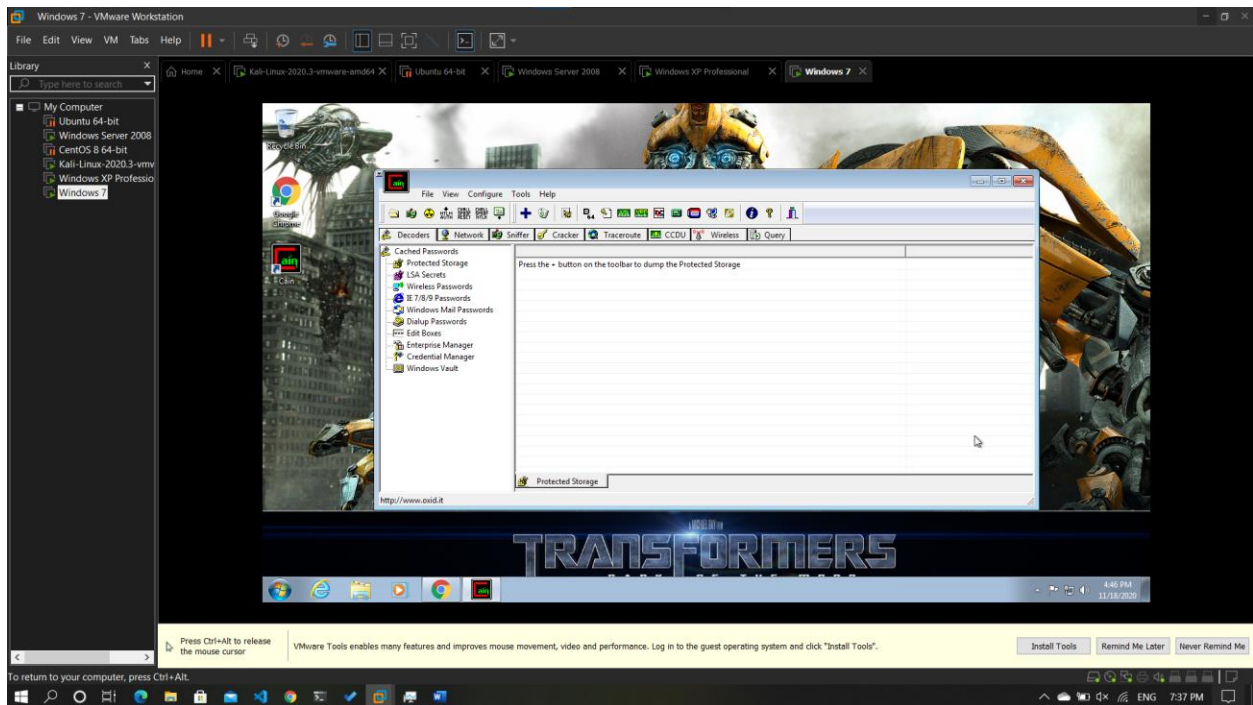 Windows 7 - VMware Workstation
File Edit View VM Tabs Help
Library X
Type here to search
Home X Kali-Linux-2020.3-vmware-amd64 X Ubuntu 64-bit X Windows Server 2008 X Windows XP Professional X Windows 7 X
My Computer
Ubuntu 64-bit
Windows Server 2008
CentOS 8 64-bit
Kali-Linux-2020.3-vmv
Windows XP Professio
Windows 7
Recycle Bin
Google
Chrome
Cain
File View Configure Tools Help
Decoders Network Sniffer Cracker Traceroute CCDU Wireless Query
Cached Passwords
Protected Storage
LSA Secrets
Wireless Passwords
IE 7/8/9 Passwords
Windows Mail Passwords
Dialup Passwords
Edit Boxes
Enterprise Manager
Credential Manager
Windows Vault
Press the + button on the toolbar to dump the Protected Storage
Protected Storage
http://www.oxid.it
TRANSFORMERS
4:46 PM
11/18/2020
Press Ctrl+Alt to release
the mouse cursor
VMware Tools enables many features and improves mouse movement, video and performance. Log in to the guest operating system and click "Install Tools".
Install Tools Remind Me Later Never Remind Me
To return to your computer, press Ctrl+Alt.
ENG 7:37 PM